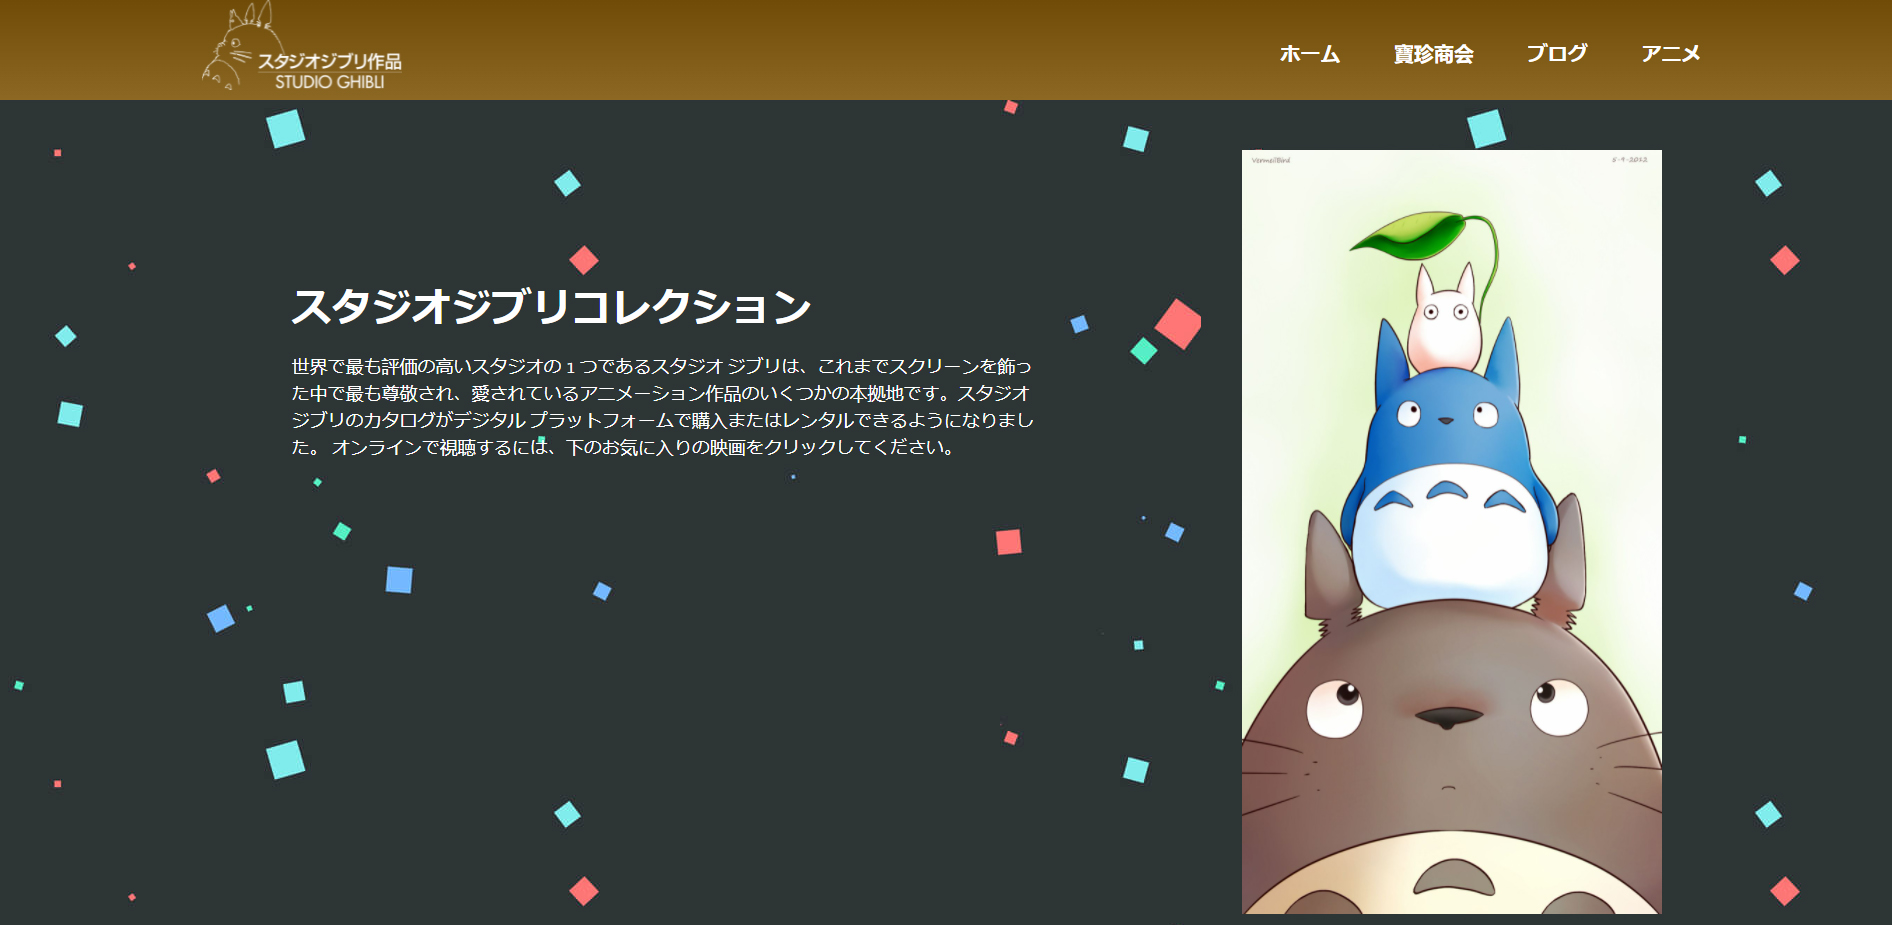 スタジオジブリ作品
STUDIO GHIBLI
ホーム 寶珍商会 ブログ アニメ
VermeilBird 5-9-2012
スタジオジブリコレクション
世界で最も評価の高いスタジオの 1 つであるスタジオ ジブリは、これまでスクリーンを飾っ
た中で最も尊敬され、愛されているアニメーション作品のいくつかの本拠地です。スタジオ
ジブリのカタログがデジタル プラットフォームで購入またはレンタルできるようになりまし
た。 オンラインで視聴するには、下のお気に入りの映画をクリックしてください。